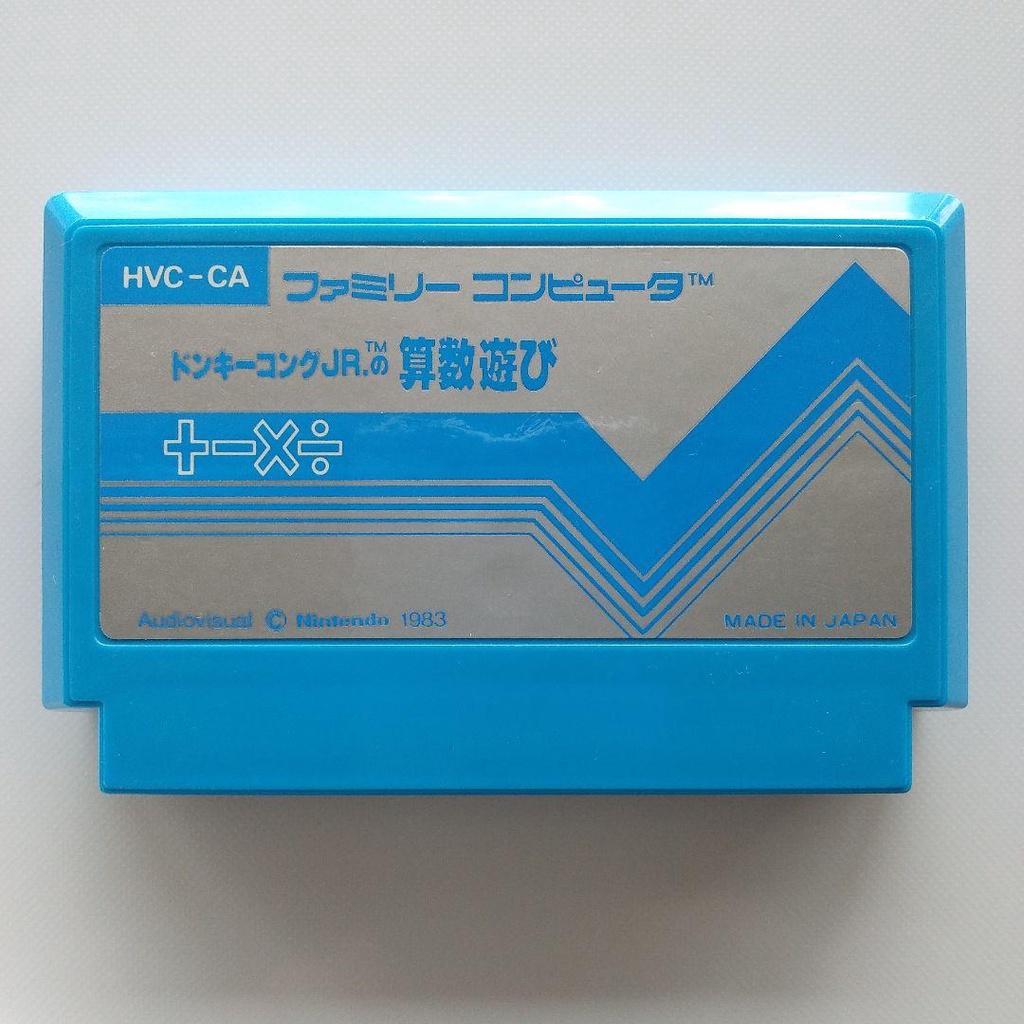 HVC-CA
ファミリー コンピュータ™
ドンキーコングJR.™の 算数遊び
+−×÷
Audiovisual © Nintendo 1983
MADE IN JAPAN